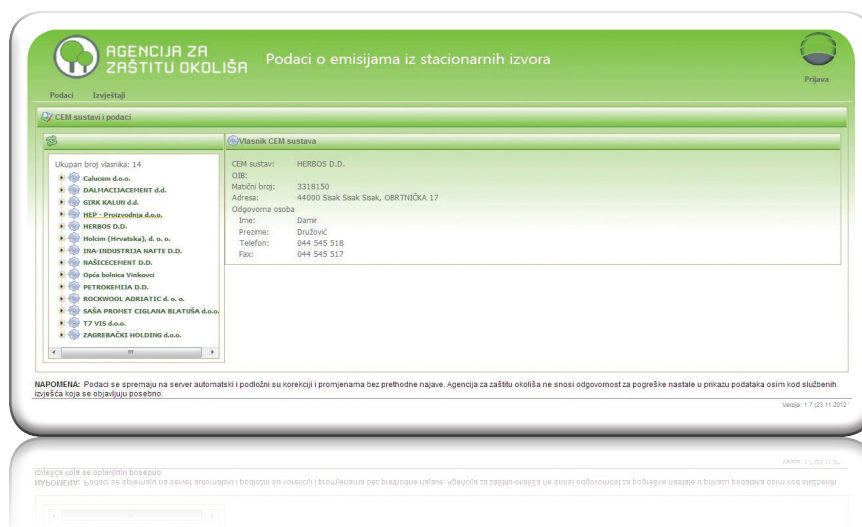 AGENCIJA ZA
ZAŠTITU OKOLIŠA
Podaci o emisijama iz stacionarnih izvora
Prijava
Podaci Izvještaji
CEM sustavi i podaci
Vlasnik CEM sustava
Ukupan broj vlasnika: 14
Calucem d.o.o.
DALMACIJACEMENT d.d.
GIRK KALUN d.d.
HEP - Proizvodnja d.o.o.
HERBOS D.D.
Holcim (Hrvatska), d. o. o.
INA-INDUSTRIJA NAFTE D.D.
NAŠICECEMENT D.D.
Opća bolnica Vinkovci
PETROKEMIJA D.D.
ROCKWOOL ADRIATIC d. o. o.
SAŠA PROMET CIGLANA BLATUŠA d.o.o.
T7 VIS d.o.o.
ZAGREBAČKI HOLDING d.o.o.
CEM sustav: HERBOS D.D.
OIB:
Matični broj: 3318150
Adresa: 44000 Sisak Sisak Sisak, OBRTNIČKA 17
Odgovorna osoba
Ime: Damir
Prezime: Družović
Telefon: 044 545 518
Fax: 044 545 517
NAPOMENA: Podaci se spremaju na server automatski i podložni su korekciji i promjenama bez prethodne najave. Agencija za zaštitu okoliša ne snosi odgovornost za pogreške nastale u prikazu podataka osim kod službenih
izvješća koja se objavljuju posebno.
Verzija: 1.7 (23.11.2012